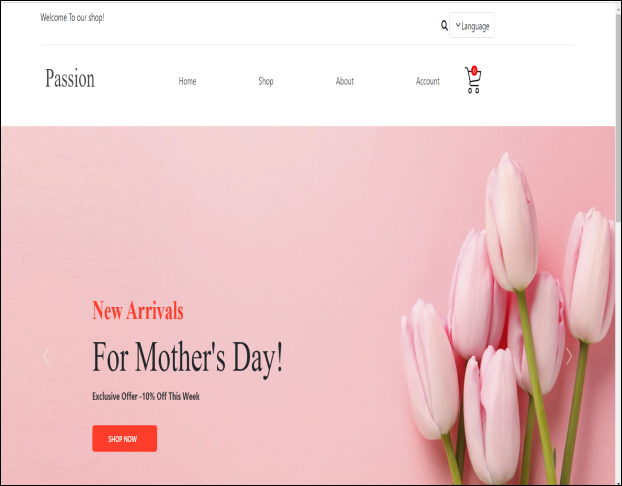 Welcome To our shop!
Language
Passion
Home
Shop
About
Account
0
New Arrivals
For Mother's Day!
Exclusive Offer -10% Off This Week
SHOP NOW